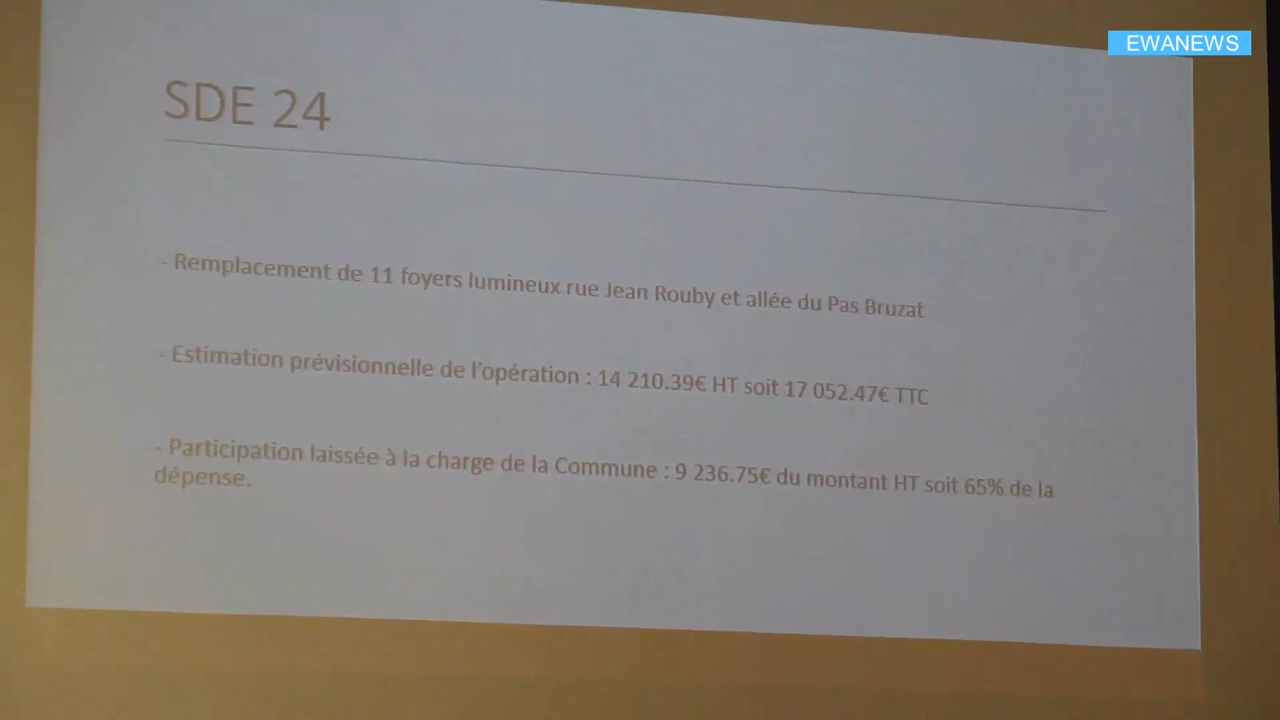 EWANEWS
SDE 24
- Remplacement de 11 foyers lumineux rue Jean Rouby et allée du Pas Bruzat
- Estimation prévisionnelle de l'opération : 14 210.39€ HT soit 17 052.47€ TTC
- Participation laissée à la charge de la Commune : 9 236.75€ du montant HT soit 65% de la
dépense.